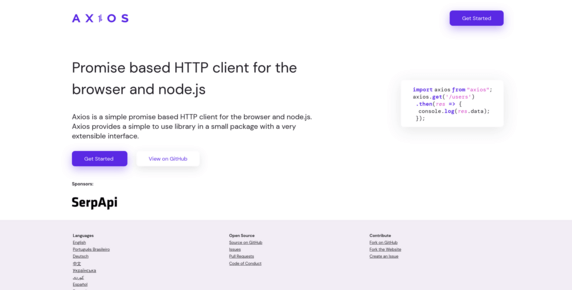 AXIOS
Get Started
Promise based HTTP client for the
browser and node.js
Axios is a simple promise based HTTP client for the browser and node.js.
Axios provides a simple to use library in a small package with a very
extensible interface.
Get Started
View on GitHub
import axios from "axios";
axios.get('/users')
.then(res => {
console.log(res.data);
});
Sponsors:
SerpApi
Languages
English
Português Brasileiro
Deutsch
中文
Українська
Español
Open Source
Source on GitHub
Issues
Pull Requests
Code of Conduct
Contribute
Fork on GitHub
Fork the Website
Create an Issue